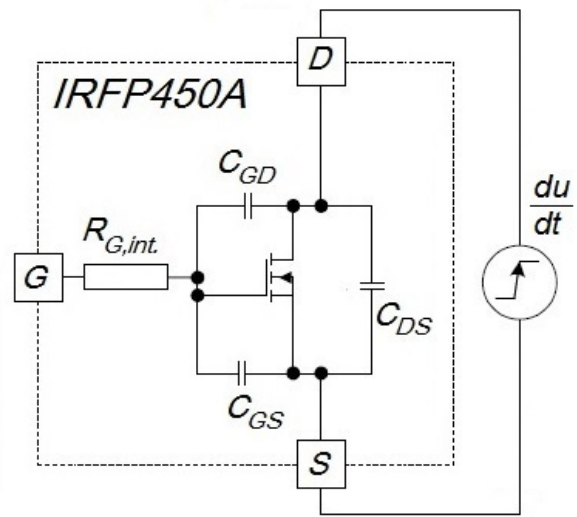 D
IRFP450A
C_GD
du
dt
R_G,int.
G
C_DS
C_GS
S